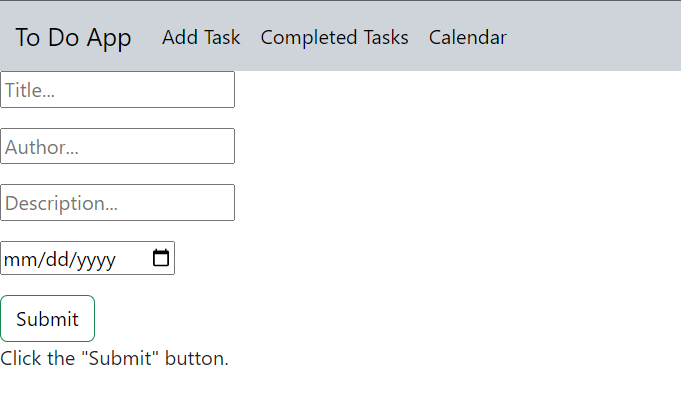 To Do App Add Task Completed Tasks Calendar
Title...
Author...
Description...
mm/dd/yyyy
Submit
Click the "Submit" button.